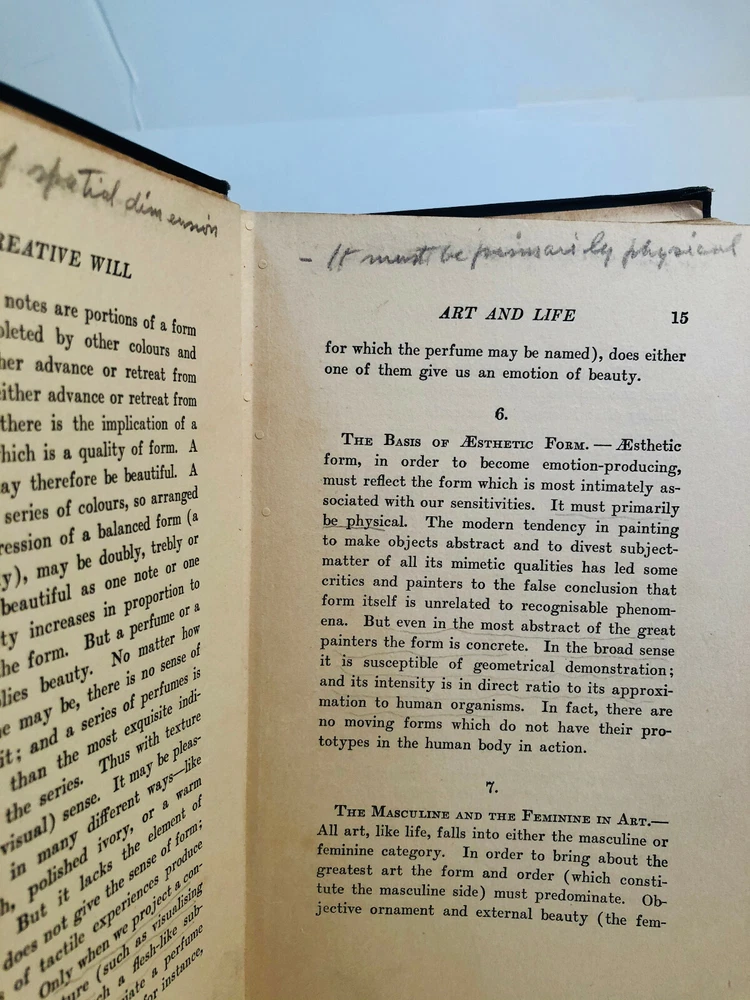 spatial dimension
REATIVE WILL
notes are portions of a form
pleted by other colours and
her advance or retreat from
either advance or retreat from
there is the implication of a
hich is a quality of form. A
ay therefore be beautiful. A
series of colours, so arranged
ression of a balanced form (a
y), may be doubly, trebly or
beautiful as one note or one
ty increases in proportion to
he form. But a perfume or a
lies beauty. No matter how
e may be, there is no sense of
it; and a series of perfumes is
than the most exquisite indi-
the series. Thus with texture
visual) sense. It may be pleas-
in many different ways—like
h, polished ivory, or a warm
But it lacks the element of
does not give the sense of form;
s of tactile experiences produce
Only when we project a con-
ture (such as visualising
ch a flesh-like sub-
iate a perfume
for instance,
- It must be primarily physical
ART AND LIFE 15
for which the perfume may be named), does either
one of them give us an emotion of beauty.
6.
The Basis of Æsthetic Form. — Æsthetic
form, in order to become emotion-producing,
must reflect the form which is most intimately as-
sociated with our sensitivities. It must primarily
be physical. The modern tendency in painting
to make objects abstract and to divest subject-
matter of all its mimetic qualities has led some
critics and painters to the false conclusion that
form itself is unrelated to recognisable phenom-
ena. But even in the most abstract of the great
painters the form is concrete. In the broad sense
it is susceptible of geometrical demonstration;
and its intensity is in direct ratio to its approxi-
mation to human organisms. In fact, there are
no moving forms which do not have their pro-
totypes in the human body in action.
7.
The Masculine and the Feminine in Art.—
All art, like life, falls into either the masculine or
feminine category. In order to bring about the
greatest art the form and order (which consti-
tute the masculine side) must predominate. Ob-
jective ornament and external beauty (the fem-